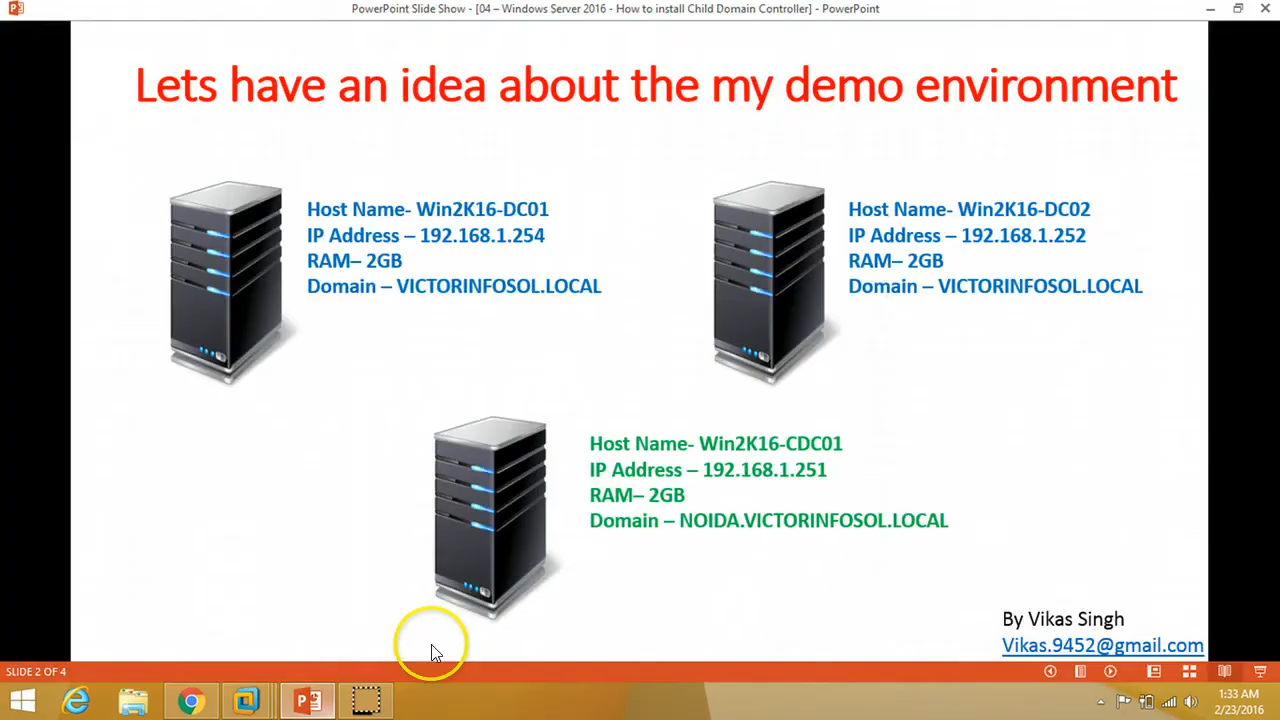 PowerPoint Slide Show - [04 – Windows Server 2016 - How to install Child Domain Controller] - PowerPoint
Lets have an idea about the my demo environment
Host Name- Win2K16-DC01
IP Address – 192.168.1.254
RAM– 2GB
Domain – VICTORINFOSOL.LOCAL
Host Name- Win2K16-DC02
IP Address – 192.168.1.252
RAM– 2GB
Domain – VICTORINFOSOL.LOCAL
Host Name- Win2K16-CDC01
IP Address – 192.168.1.251
RAM– 2GB
Domain – NOIDA.VICTORINFOSOL.LOCAL
By Vikas Singh
Vikas.9452@gmail.com
SLIDE 2 OF 4
1:33 AM
2/23/2016